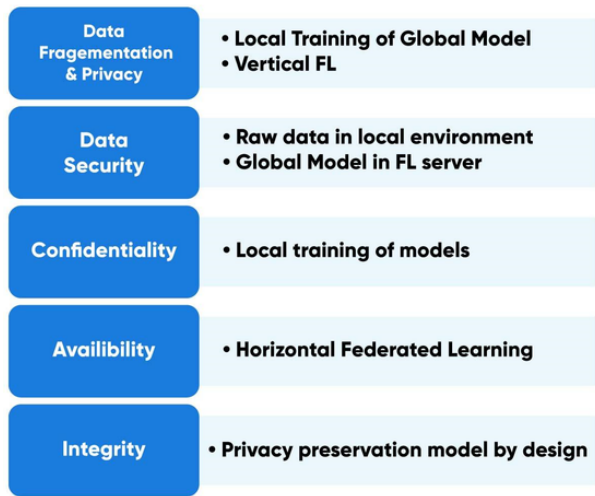 Data
Fragementation
& Privacy
• Local Training of Global Model
• Vertical FL
Data
Security
• Raw data in local environment
• Global Model in FL server
Confidentiality
• Local training of models
Availibility
• Horizontal Federated Learning
Integrity
• Privacy preservation model by design